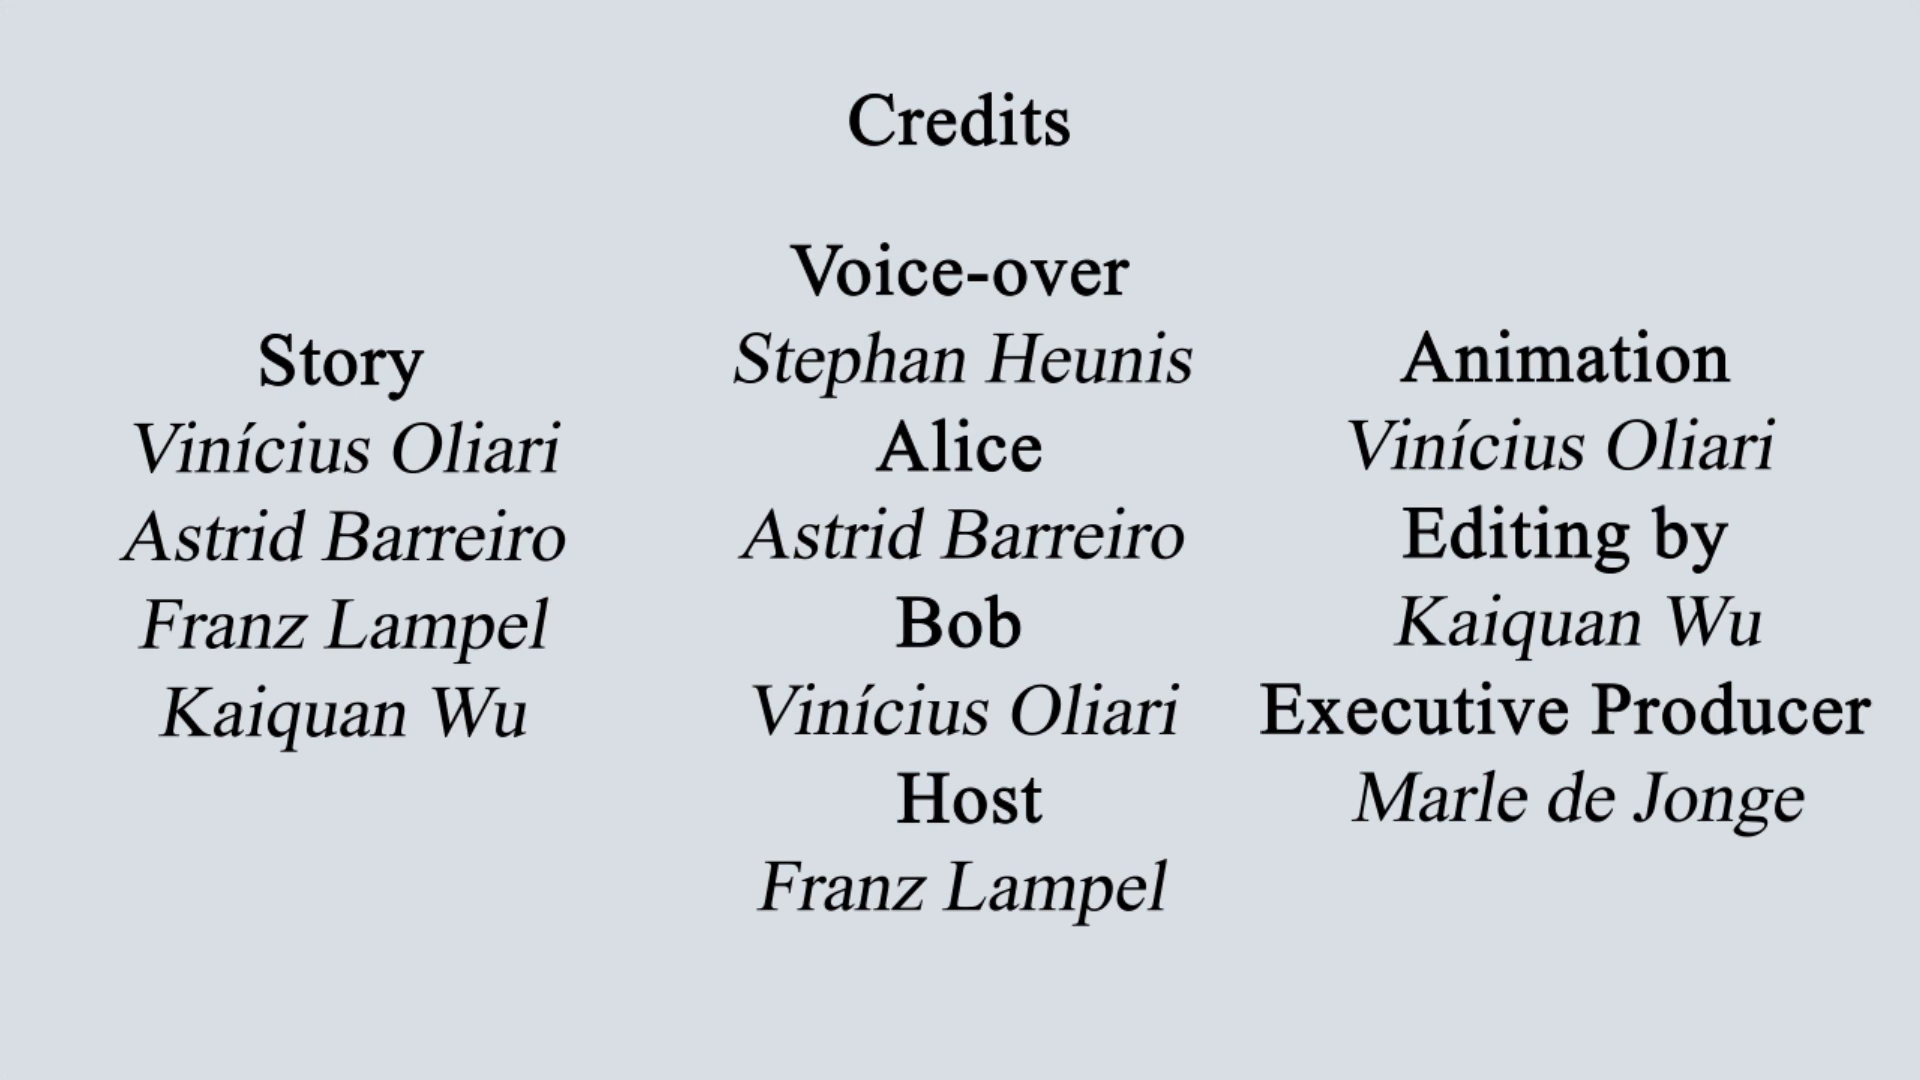 Credits
Story
Vinícius Oliari
Astrid Barreiro
Franz Lampel
Kaiquan Wu
Voice-over
Stephan Heunis
Alice
Astrid Barreiro
Bob
Vinícius Oliari
Host
Franz Lampel
Animation
Vinícius Oliari
Editing by
Kaiquan Wu
Executive Producer
Marle de Jonge